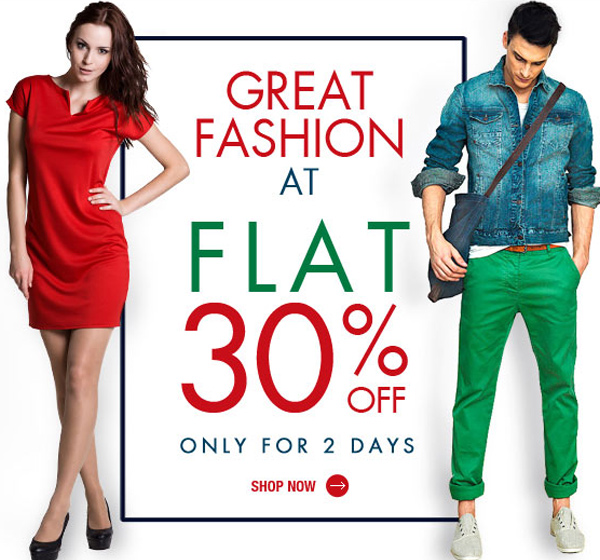 GREAT
FASHION
AT
FLAT
30% OFF
ONLY FOR 2 DAYS
SHOP NOW